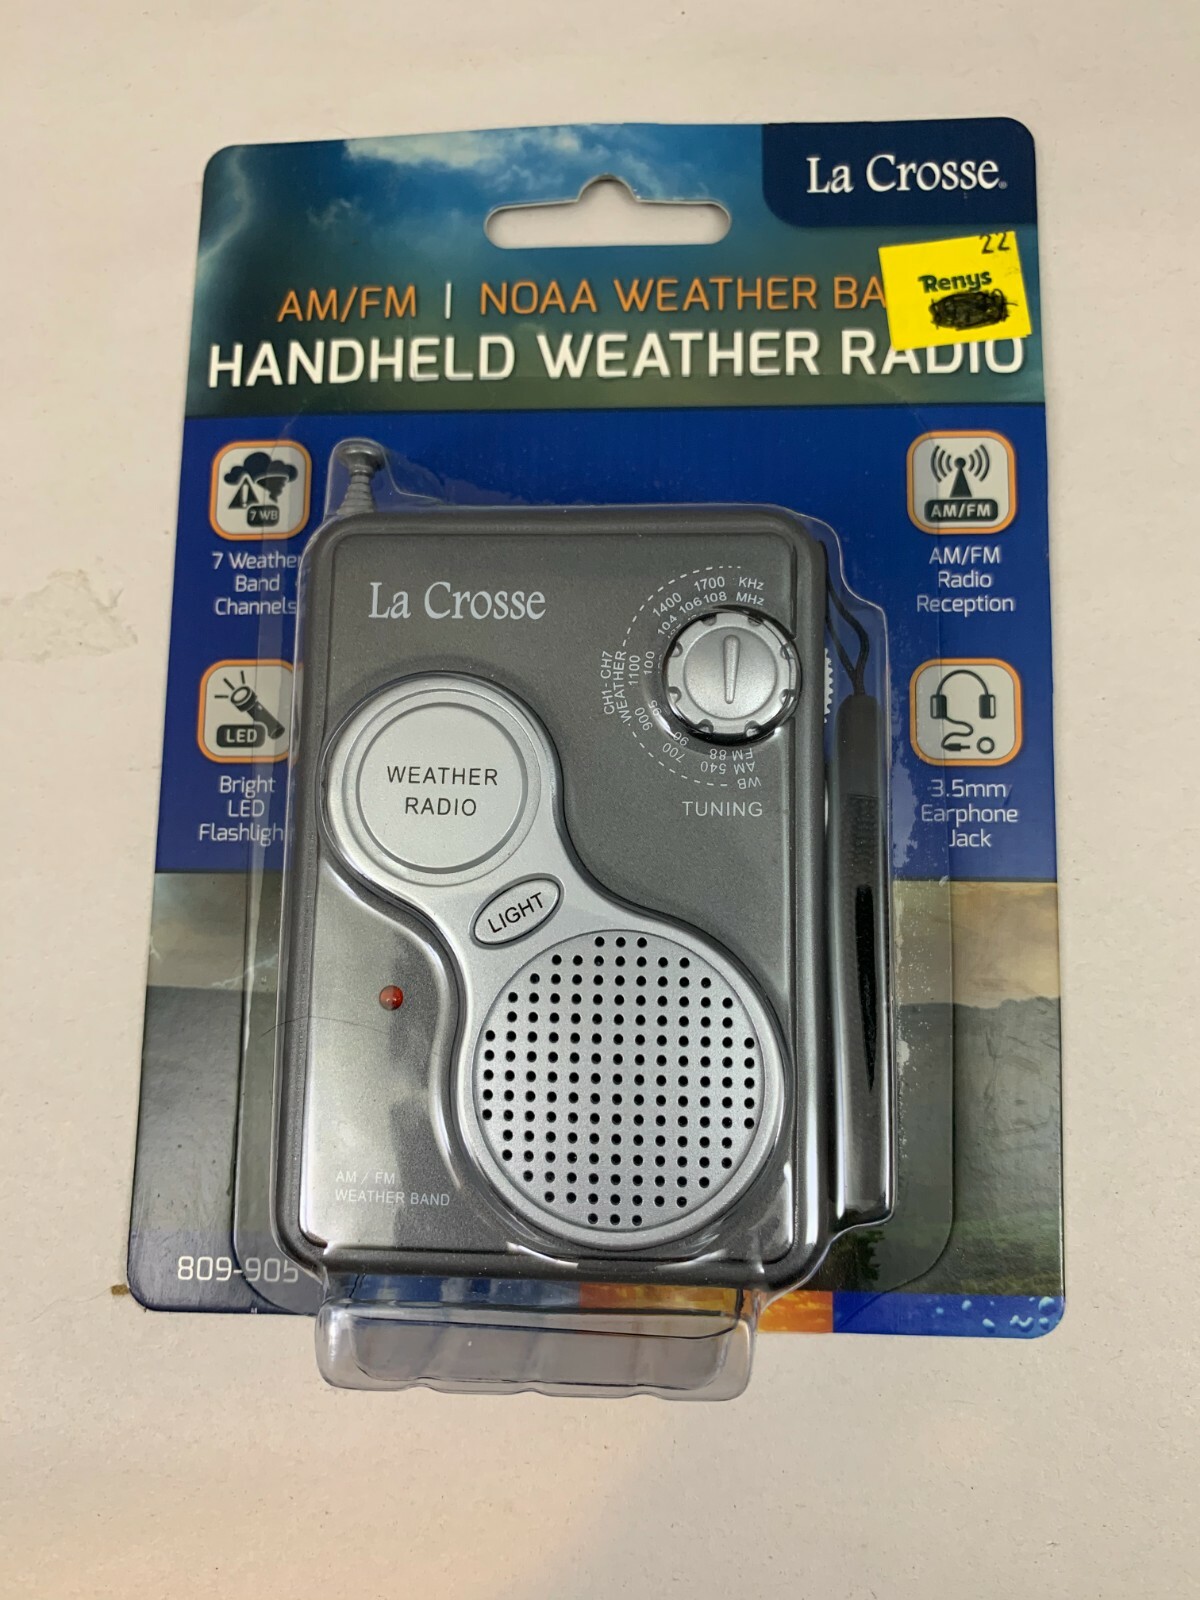 La Crosse
22
Renys
AM/FM | NOAA WEATHER BA
HANDHELD WEATHER RADIO
7 WB
7 Weather
Band
Channels
LED
Bright
LED
Flashligh
AM/FM
AM/FM
Radio
Reception
3.5mm
Earphone
Jack
La Crosse
1700 KHz
1400
108 MHz
106
104
100
1100
CH1-CH7
WEATHER
95
900
90
700
FM 88
AM 540
WB
TUNING
WEATHER
RADIO
LIGHT
AM / FM
WEATHER BAND
809-905